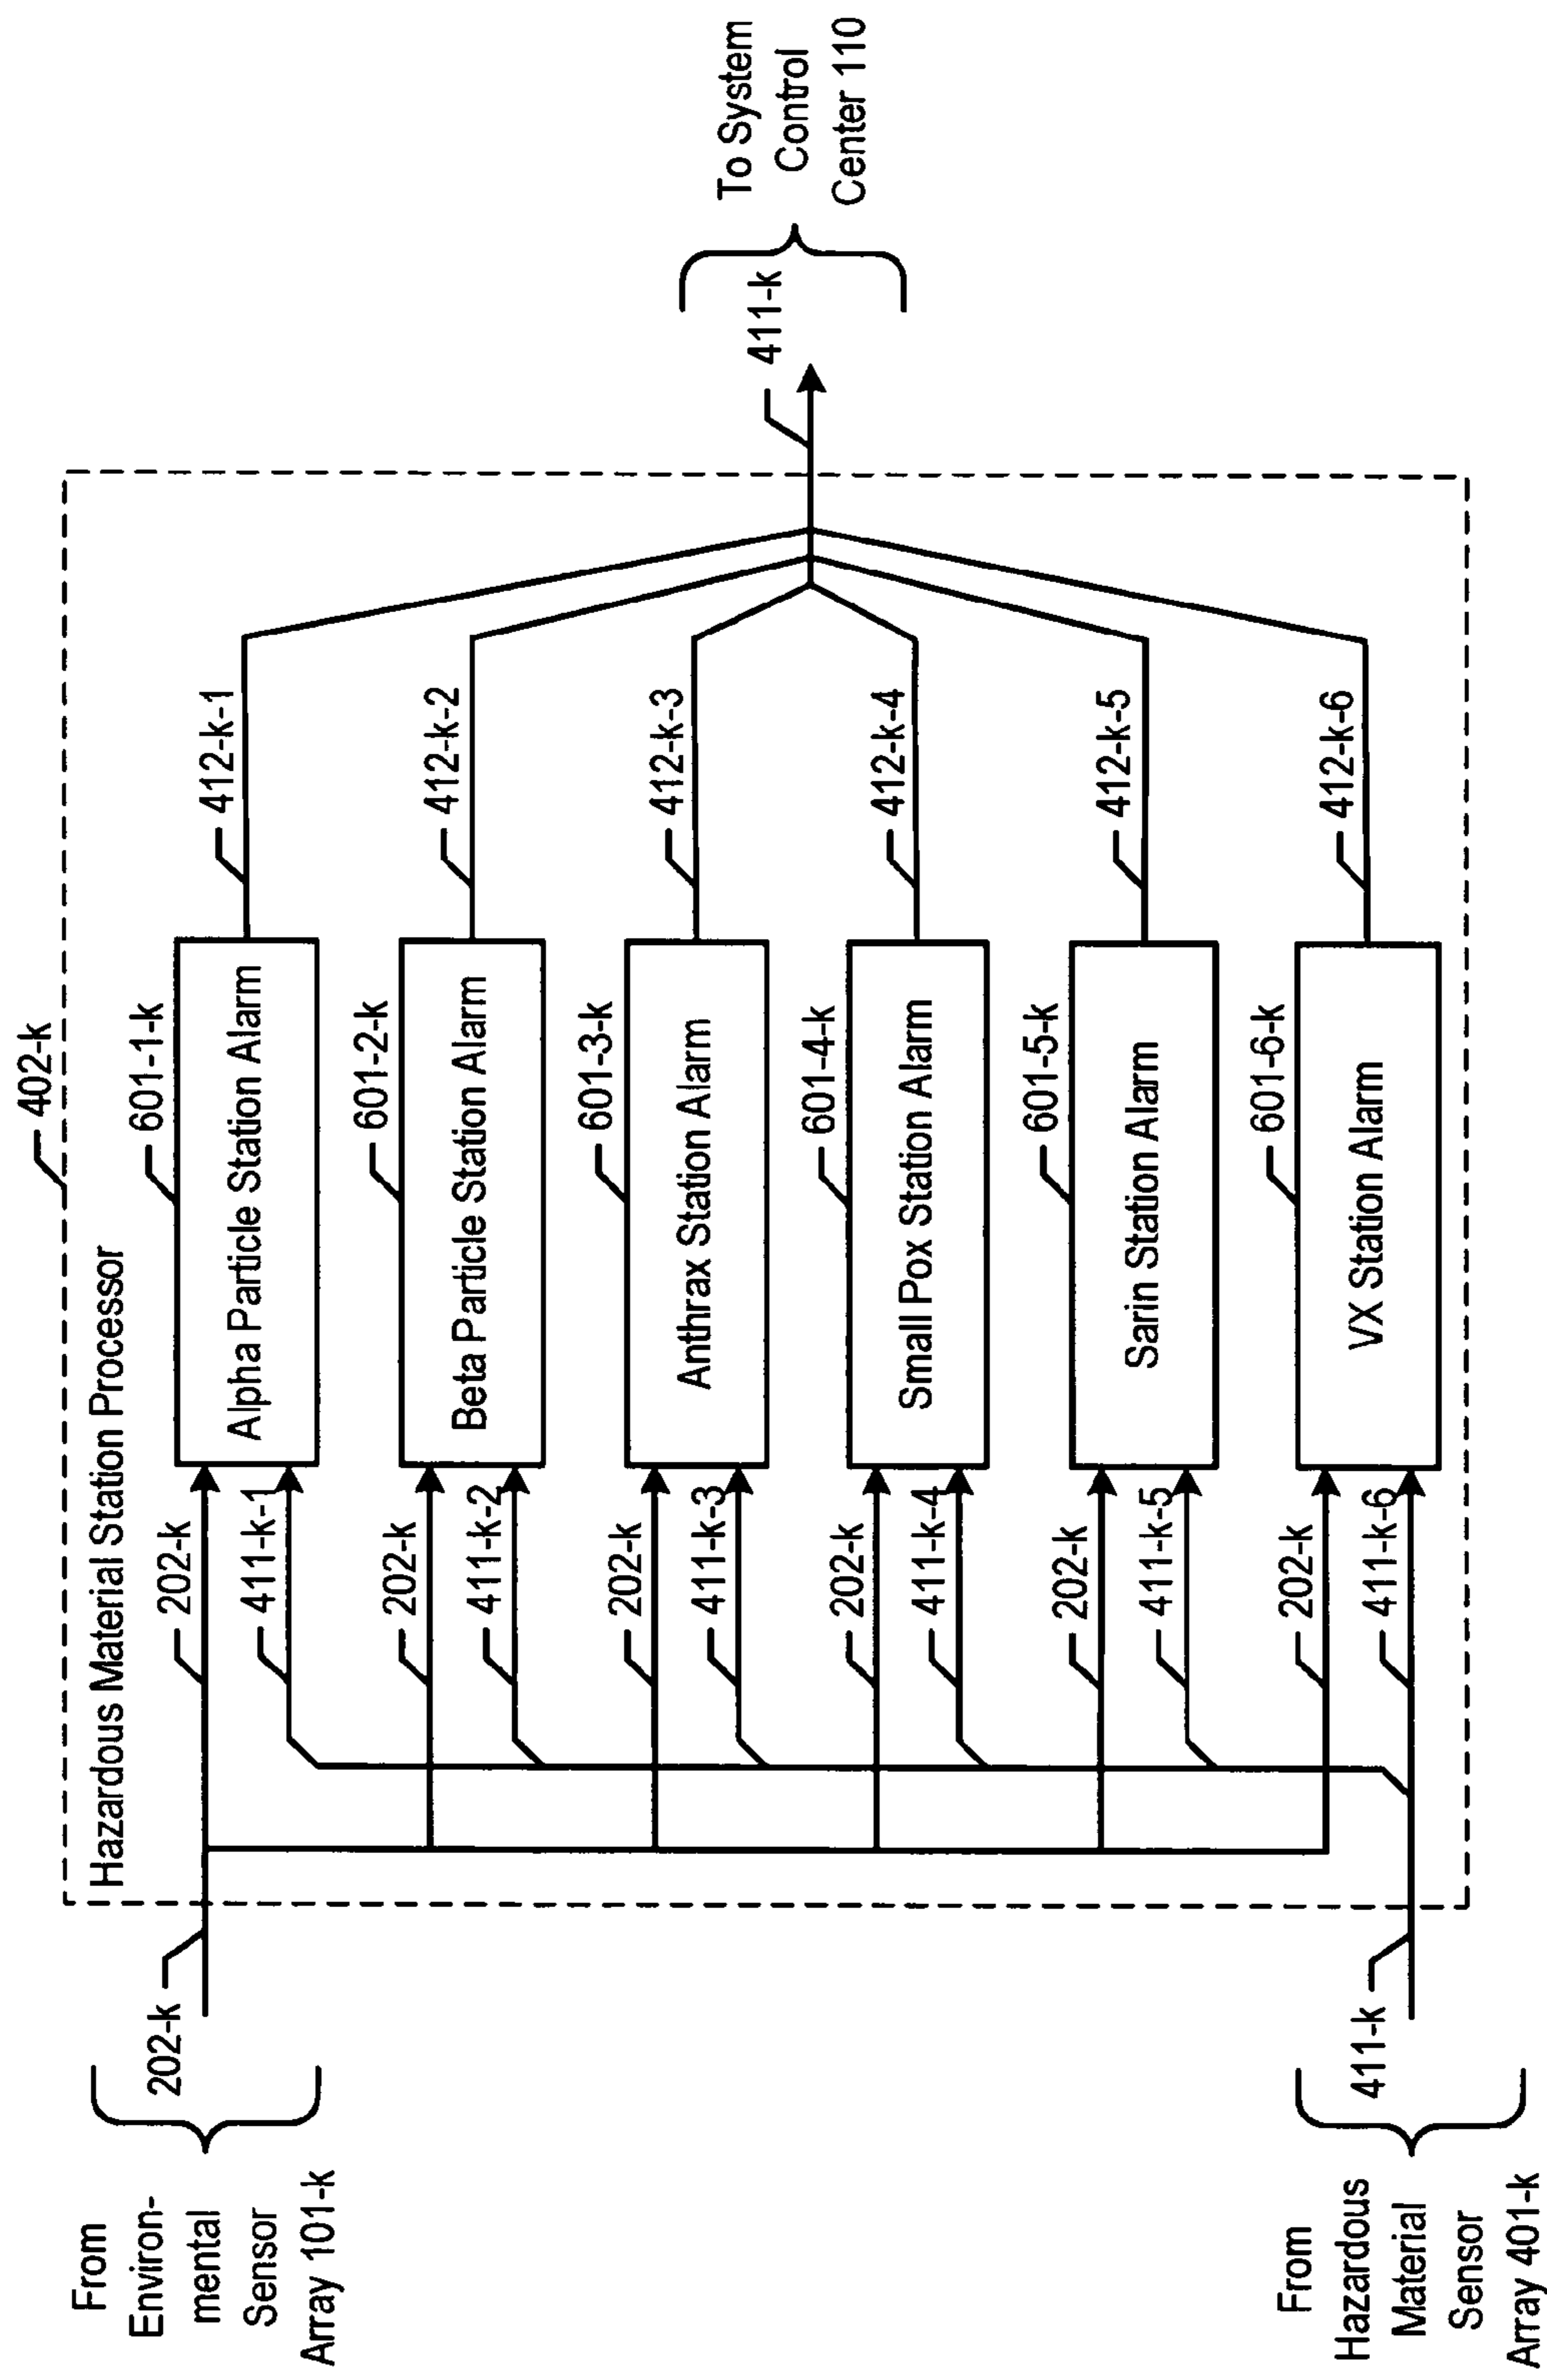 402-k
Hazardous Material Station Processor
From
Environ-
mental
Sensor
Array 101-k
202-k
From
Hazardous
Material
Sensor
Array 401-k
411-k
202-k
411-k-1
601-1-k
Alpha Particle Station Alarm
412-k-1
202-k
411-k-2
601-2-k
Beta Particle Station Alarm
412-k-2
202-k
411-k-3
601-3-k
Anthrax Station Alarm
412-k-3
202-k
411-k-4
601-4-k
Small Pox Station Alarm
412-k-4
202-k
411-k-5
601-5-k
Sarin Station Alarm
412-k-5
202-k
411-k-6
601-6-k
VX Station Alarm
412-k-6
411-k
To System
Control
Center 110